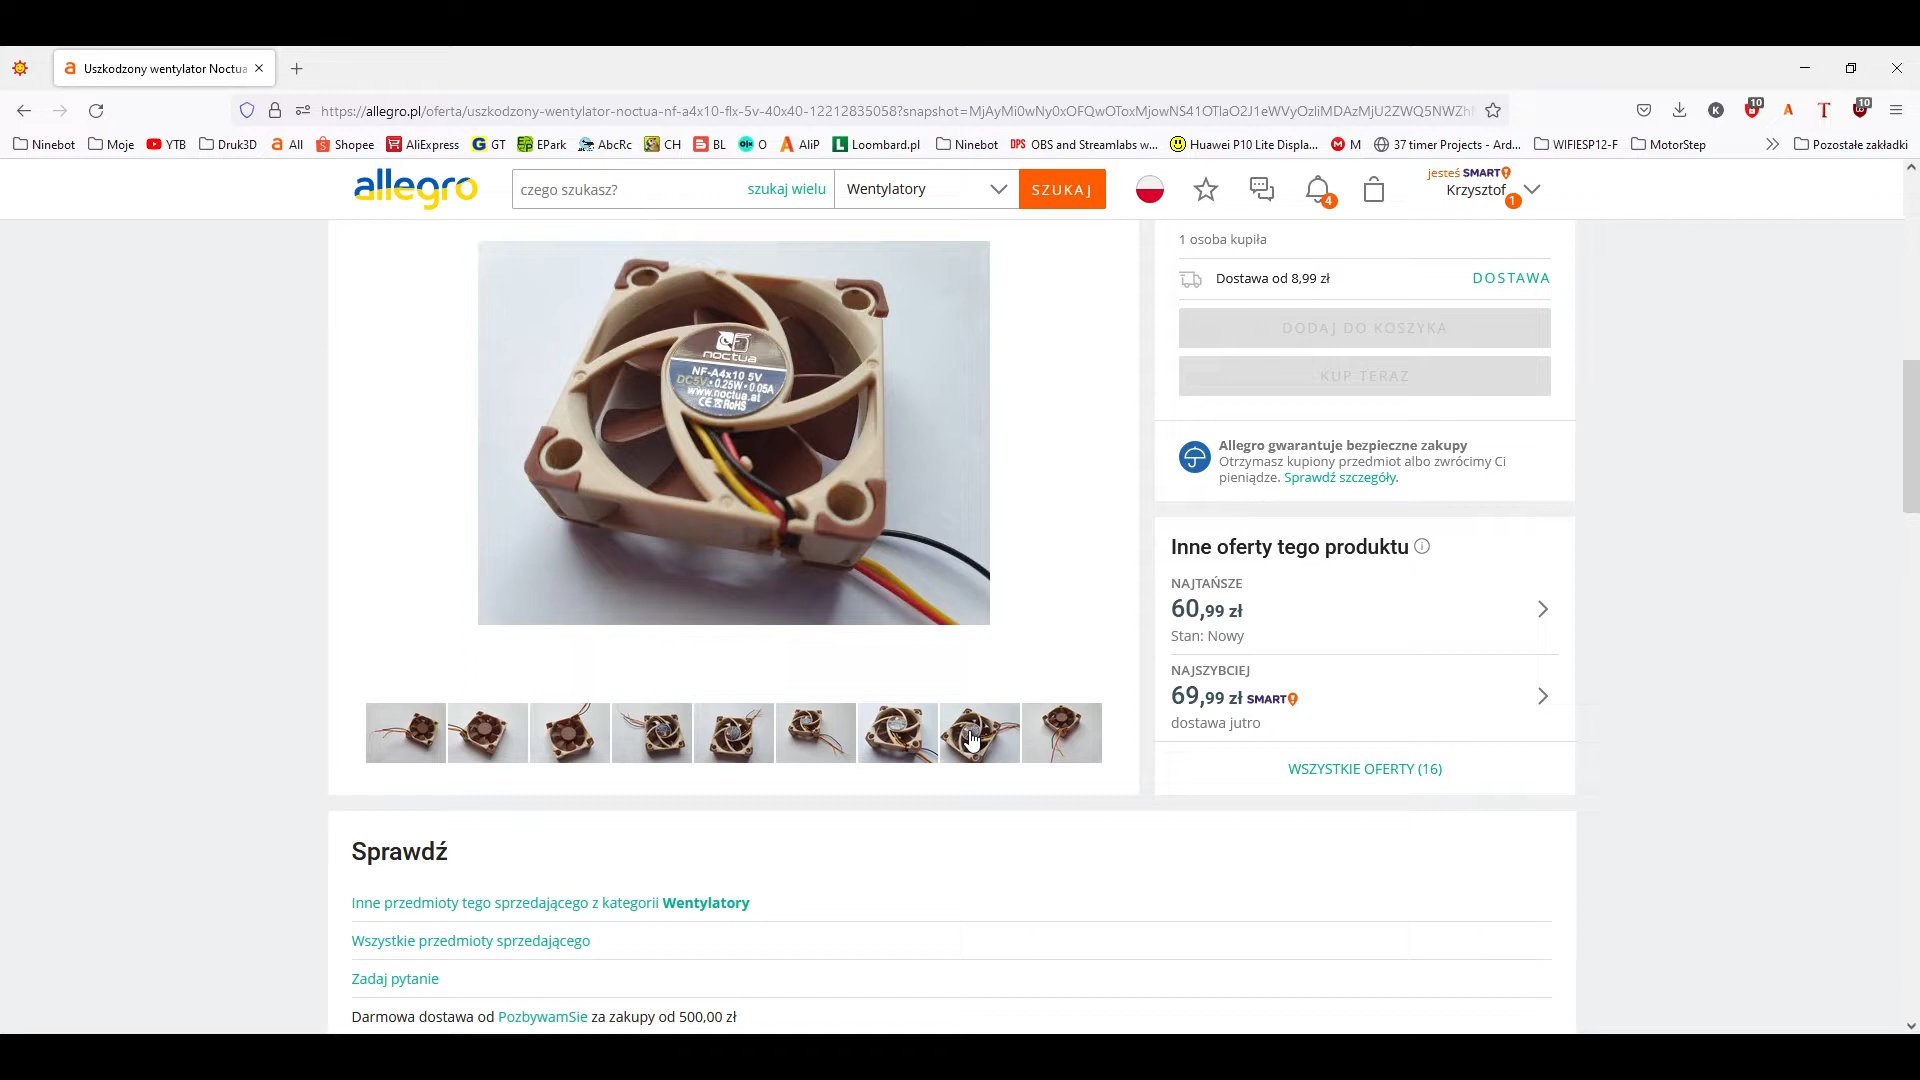 Uszkodzony wentylator Noctua
https://allegro.pl/oferta/uszkodzony-wentylator-noctua-nf-a4x10-flx-5v-40x40-12212835058?snapshot=
10
10
Ninebot Moje YTB Druk3D All Shopee AliExpress GT EPark AbcRc CH BL O AliP Loombard.pl Ninebot OBS and Streamlabs w... Huawei P10 Lite Displa... M 37 timer Projects - Ard... WIFIESP12-F MotorStep Pozostałe zakładki
allegro
czego szukasz? szukaj wielu Wentylatory SZUKAJ
4
jesteś SMART!
Krzysztof
1
1 osoba kupiła
Dostawa od 8,99 zł DOSTAWA
DODAJ DO KOSZYKA
KUP TERAZ
noctua
NF-A4x10 5V
DC5V • 0.25W • 0.05A
www.noctua.at
CE RoHS
Allegro gwarantuje bezpieczne zakupy
Otrzymasz kupiony przedmiot albo zwrócimy Ci
pieniądze. Sprawdź szczegóły.
Inne oferty tego produktu
NAJTAŃSZE
60,99 zł
Stan: Nowy
NAJSZYBCIEJ
69,99 zł SMART!
dostawa jutro
WSZYSTKIE OFERTY (16)
Sprawdź
Inne przedmioty tego sprzedającego z kategorii Wentylatory
Wszystkie przedmioty sprzedającego
Zadaj pytanie
Darmowa dostawa od PozbywamSie za zakupy od 500,00 zł